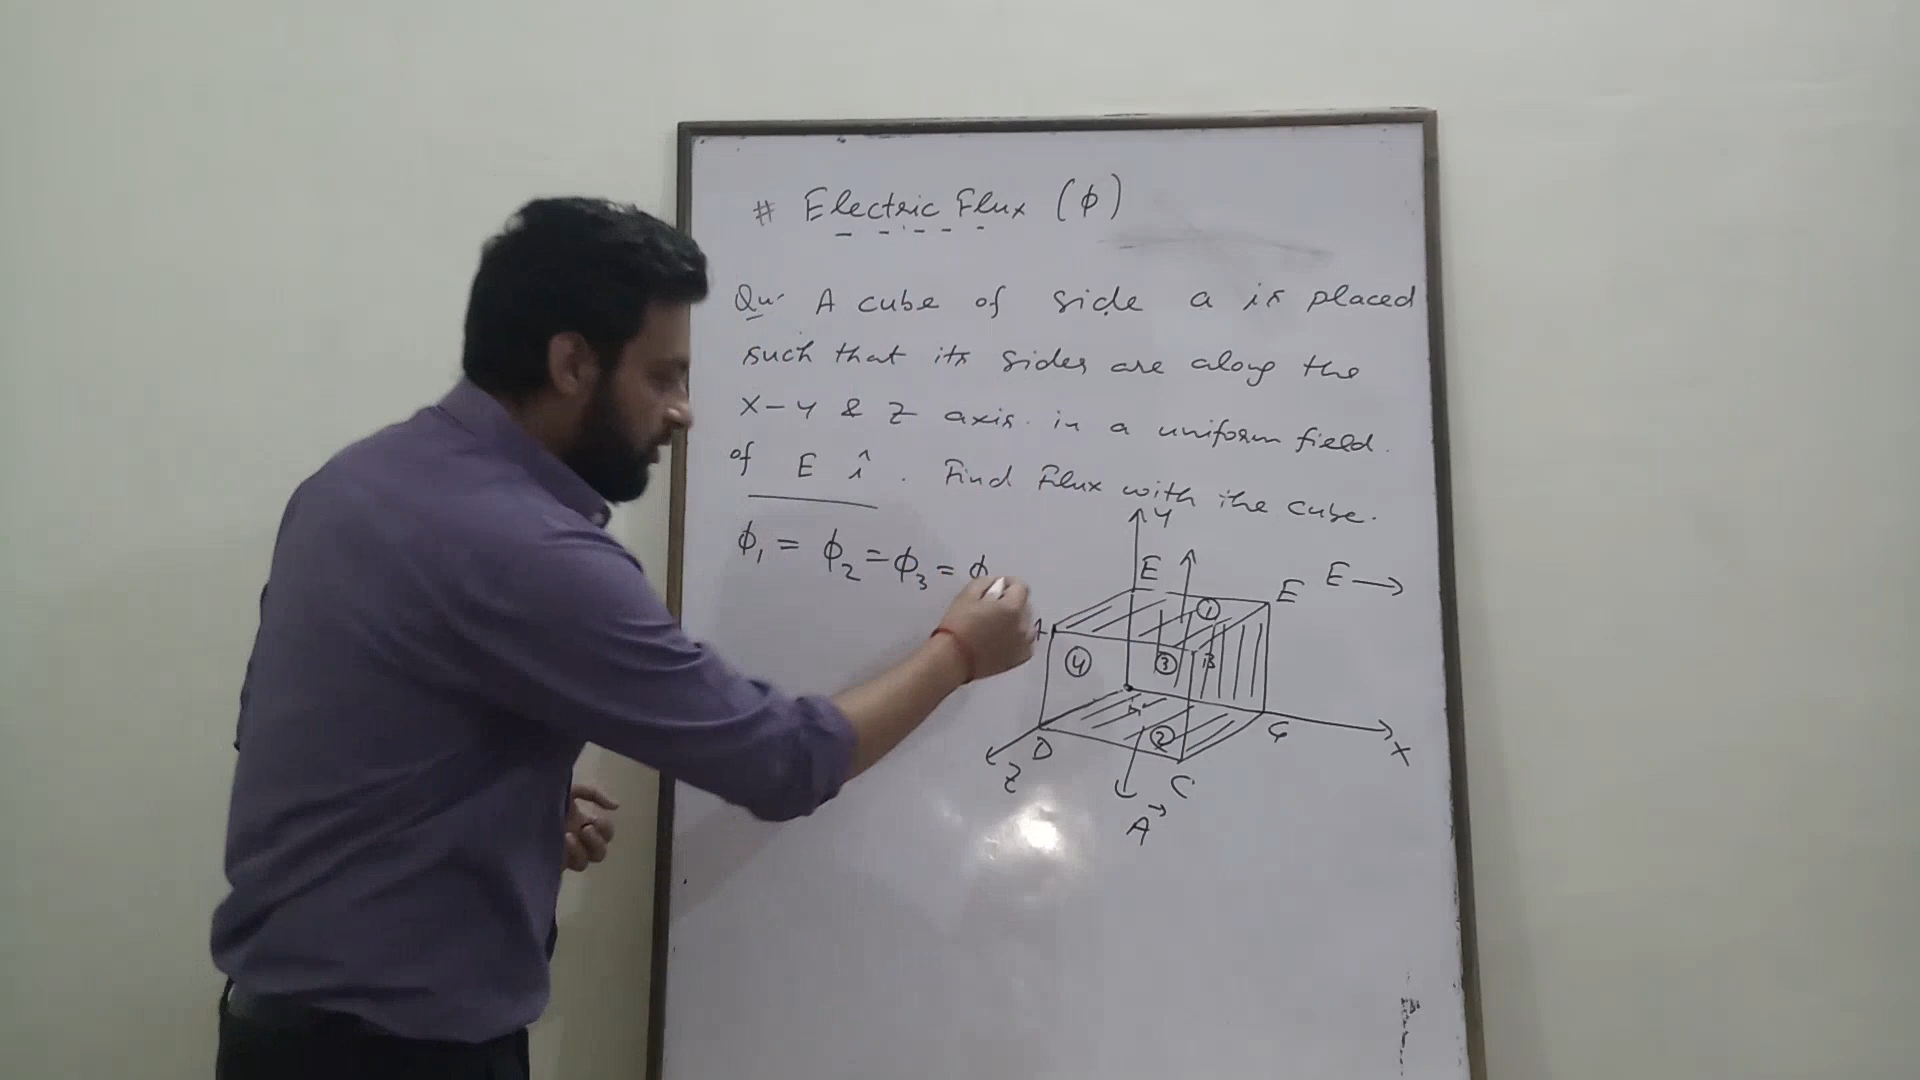 # Electric Flux (ϕ)
Qu. A cube of side a is placed
such that its sides are along the
X-Y & Z axis. in a uniform field.
of E î. Find Flux with the cube.
ϕ₁ = ϕ₂ = ϕ₃ = ϕ
Y
E
E
E →
①
④
③
B
②
D
C
G
X
Z
A⃗